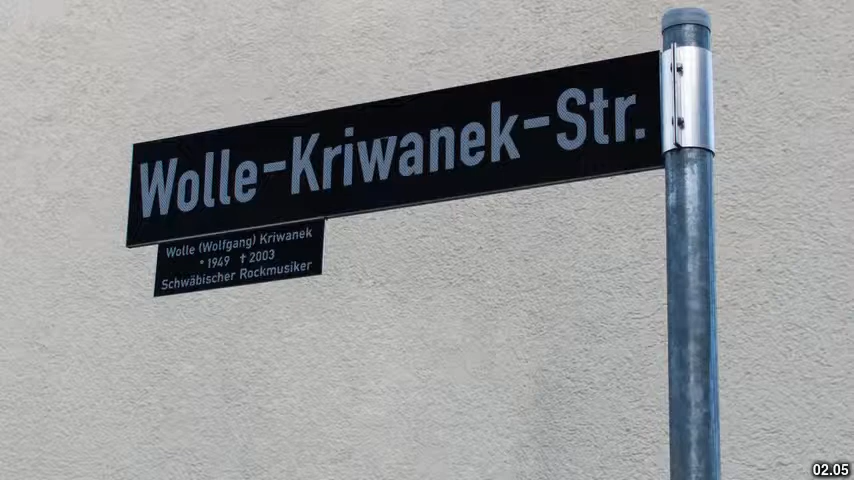 Wolle-Kriwanek-Str.
Wolle (Wolfgang) Kriwanek
* 1949 † 2003
Schwäbischer Rockmusiker
02.05